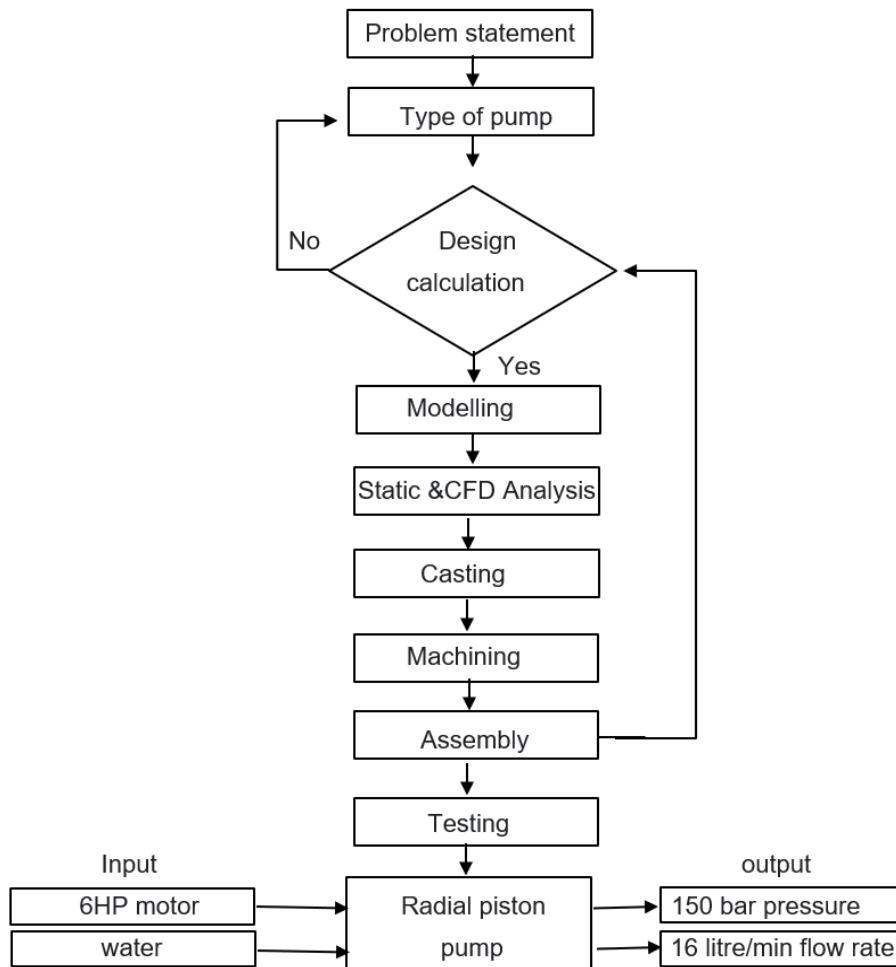 Problem statement
Type of pump
No
Design
calculation
Yes
Modelling
Static &CFD Analysis
Casting
Machining
Assembly
Testing
Input
output
6HP motor
Radial piston
150 bar pressure
water
pump
16 litre/min flow rate